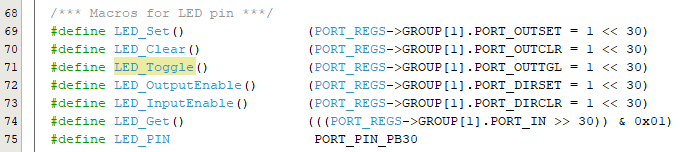 68 /*** Macros for LED pin ***/
69 #define LED_Set() (PORT_REGS->GROUP[1].PORT_OUTSET = 1 << 30)
70 #define LED_Clear() (PORT_REGS->GROUP[1].PORT_OUTCLR = 1 << 30)
71 #define LED_Toggle() (PORT_REGS->GROUP[1].PORT_OUTTGL = 1 << 30)
72 #define LED_OutputEnable() (PORT_REGS->GROUP[1].PORT_DIRSET = 1 << 30)
73 #define LED_InputEnable() (PORT_REGS->GROUP[1].PORT_DIRCLR = 1 << 30)
74 #define LED_Get() (((PORT_REGS->GROUP[1].PORT_IN >> 30)) & 0x01)
75 #define LED_PIN PORT_PIN_PB30